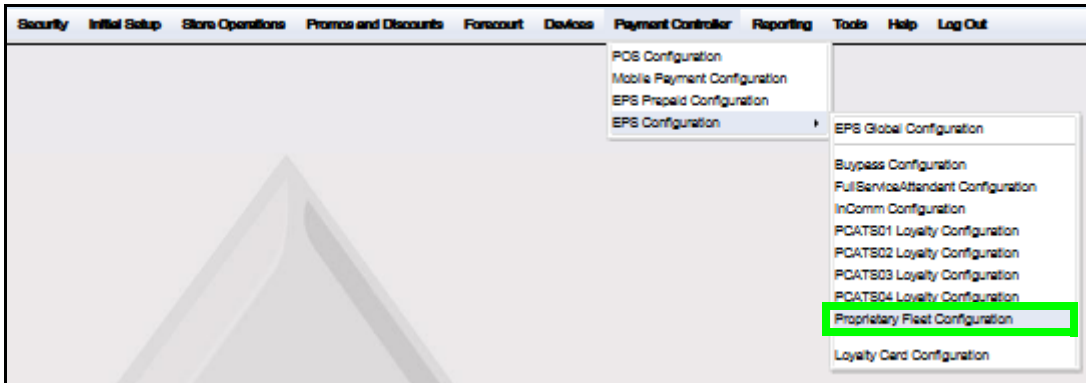 Security Initial Setup Store Operations Promos and Discounts Forecourt Devices Payment Controller Reporting Tools Help Log Out
POS Configuration
Mobile Payment Configuration
EPS Prepaid Configuration
EPS Configuration
EPS Global Configuration
Buypass Configuration
FullServiceAttendant Configuration
InComm Configuration
PCATS01 Loyalty Configuration
PCATS02 Loyalty Configuration
PCATS03 Loyalty Configuration
PCATS04 Loyalty Configuration
Proprietary Fleet Configuration
Loyalty Card Configuration